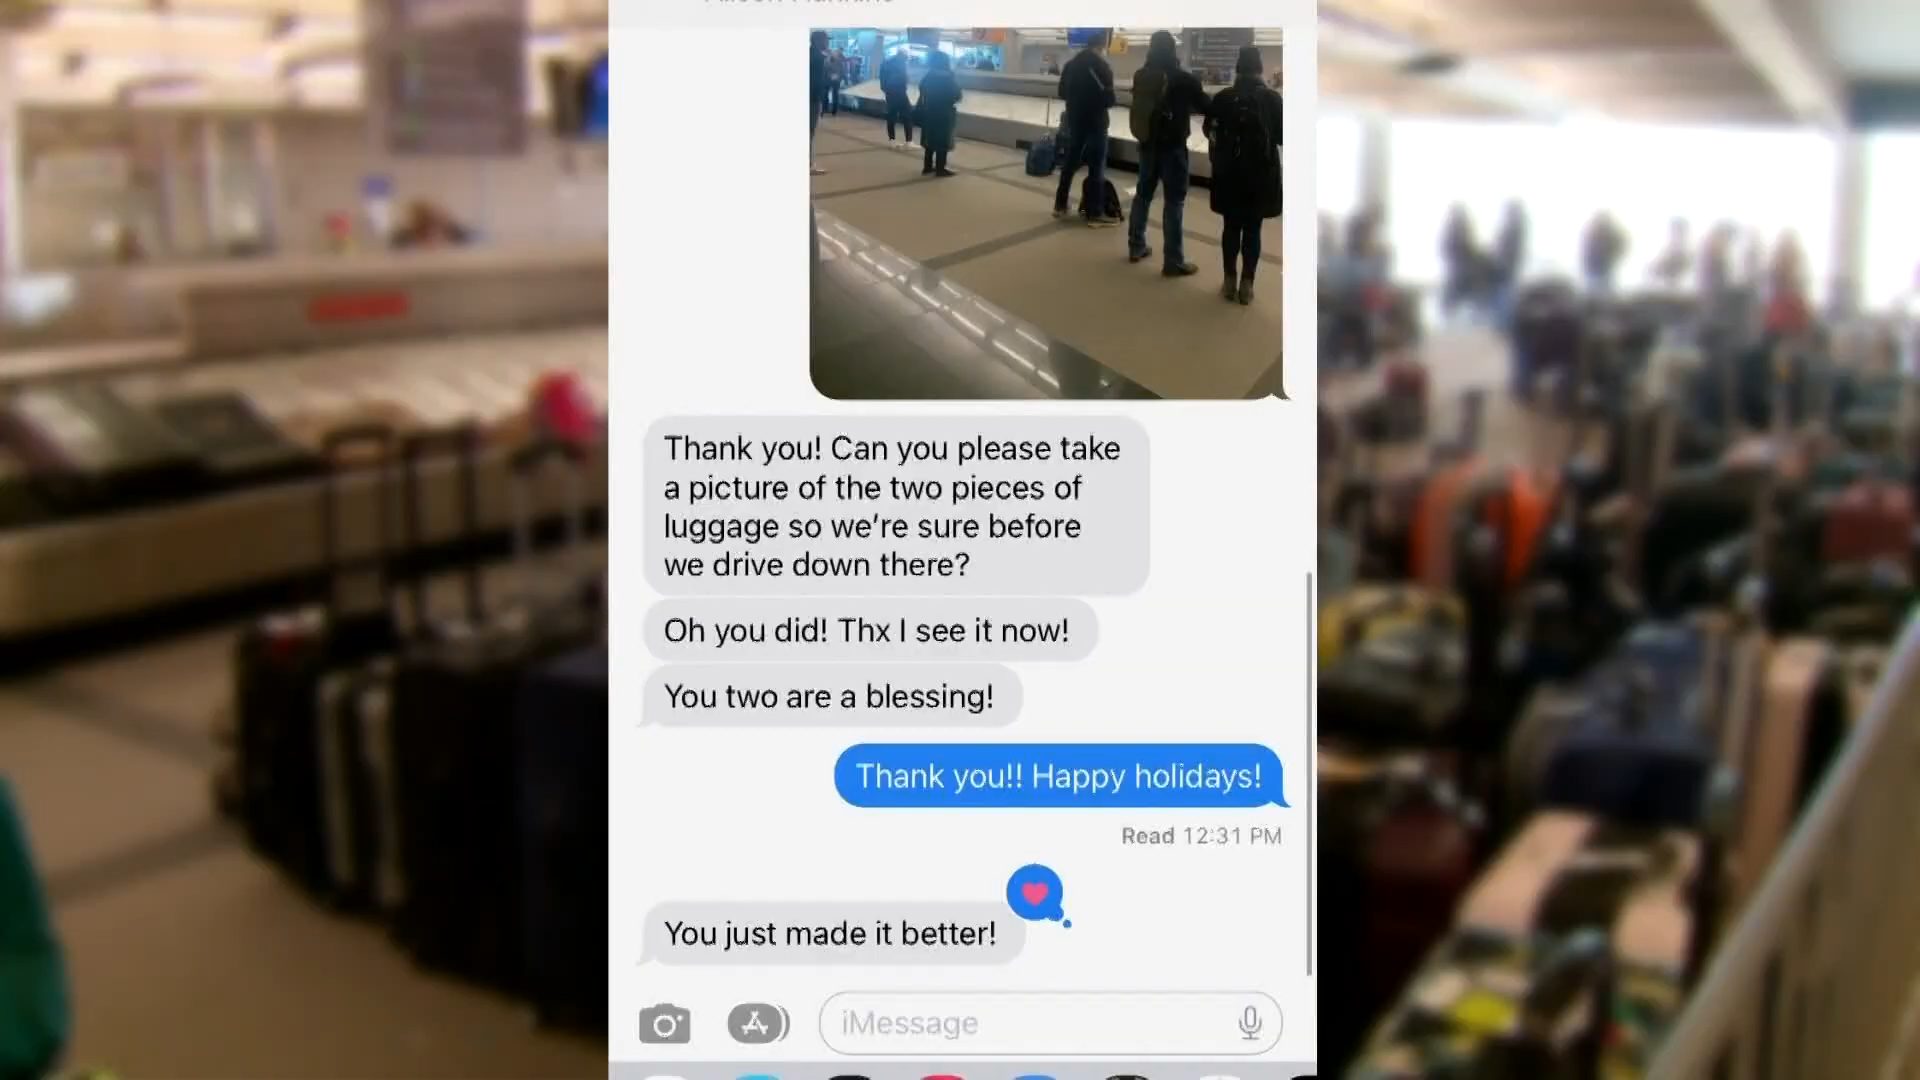 Thank you! Can you please take
a picture of the two pieces of
luggage so we're sure before
we drive down there?
Oh you did! Thx I see it now!
You two are a blessing!
Thank you!! Happy holidays!
Read 12:31 PM
You just made it better!
iMessage